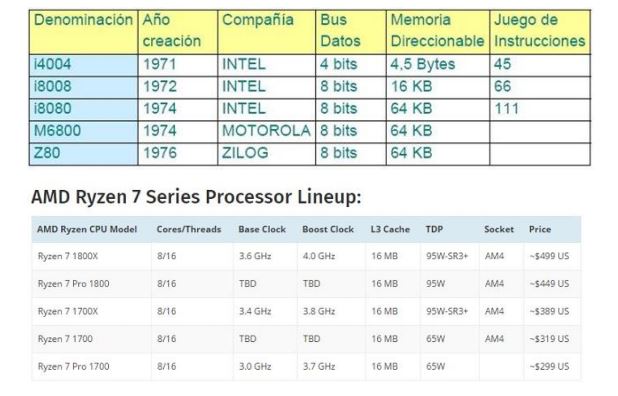 Denominación Año creación Compañía Bus Datos Memoria Direccionable Juego de Instrucciones
i4004 1971 INTEL 4 bits 4,5 Bytes 45
i8008 1972 INTEL 8 bits 16 KB 66
i8080 1974 INTEL 8 bits 64 KB 111
M6800 1974 MOTOROLA 8 bits 64 KB
Z80 1976 ZILOG 8 bits 64 KB
AMD Ryzen 7 Series Processor Lineup:
AMD Ryzen CPU Model Cores/Threads Base Clock Boost Clock L3 Cache TDP Socket Price
Ryzen 7 1800X 8/16 3.6 GHz 4.0 GHz 16 MB 95W-SR3+ AM4 ~$499 US
Ryzen 7 Pro 1800 8/16 TBD TBD 16 MB 95W AM4 ~$449 US
Ryzen 7 1700X 8/16 3.4 GHz 3.8 GHz 16 MB 95W-SR3+ AM4 ~$389 US
Ryzen 7 1700 8/16 TBD TBD 16 MB 65W AM4 ~$319 US
Ryzen 7 Pro 1700 8/16 3.0 GHz 3.7 GHz 16 MB 65W ~$299 US